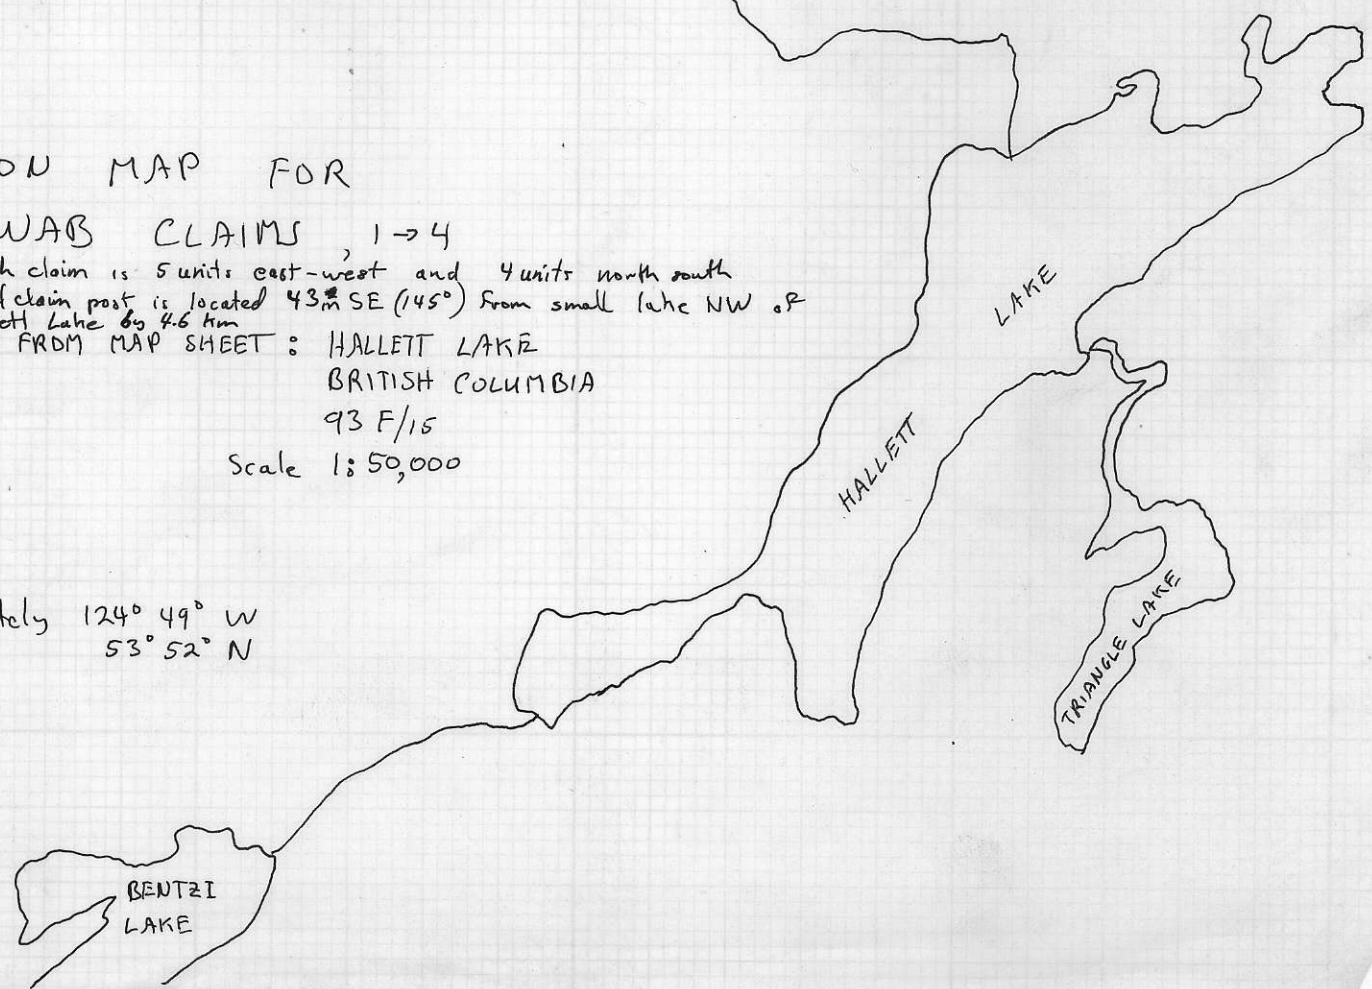 ON MAP FOR
WAB CLAIMS, 1→4
h claim is 5 units east-west and 4 units north south
d claim post is located 43m SE (145°) from small lake NW of
ett Lake by 4.6 km
FROM MAP SHEET : HALLETT LAKE
BRITISH COLUMBIA
93 F/15
Scale 1: 50,000
LAKE
HALLETT
tely 124° 49° W
53° 52° N
TRIANGLE LAKE
BENTZI
LAKE